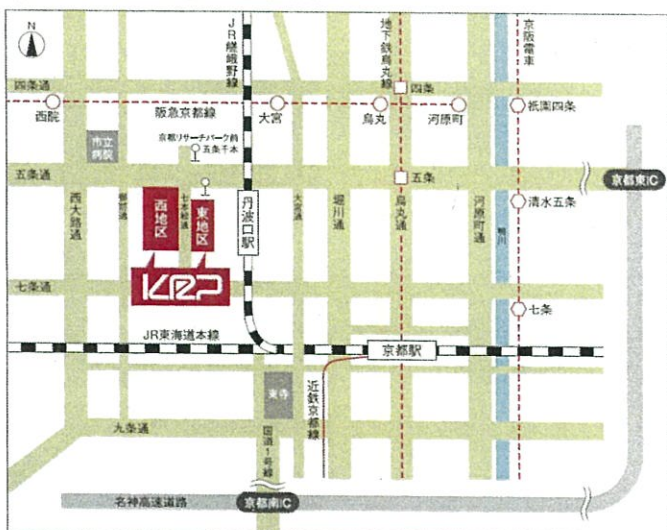 N
JR嵯峨野線
地下鉄烏丸線
京阪電車
四条通
四条
阪急京都線
西院
大宮
烏丸
河原町
祇園四条
市立
病院
京都リサーチパーク前
五条千本
五条通
五条
京都東IC
西大路通
御前通
西地区
七本松通
東地区
丹波口駅
大宮通
堀川通
烏丸通
河原町通
鴨川
清水五条
KRP
七条通
七条
JR東海道本線
京都駅
東寺
近鉄京都線
九条通
国道1号線
名神高速道路
京都南IC